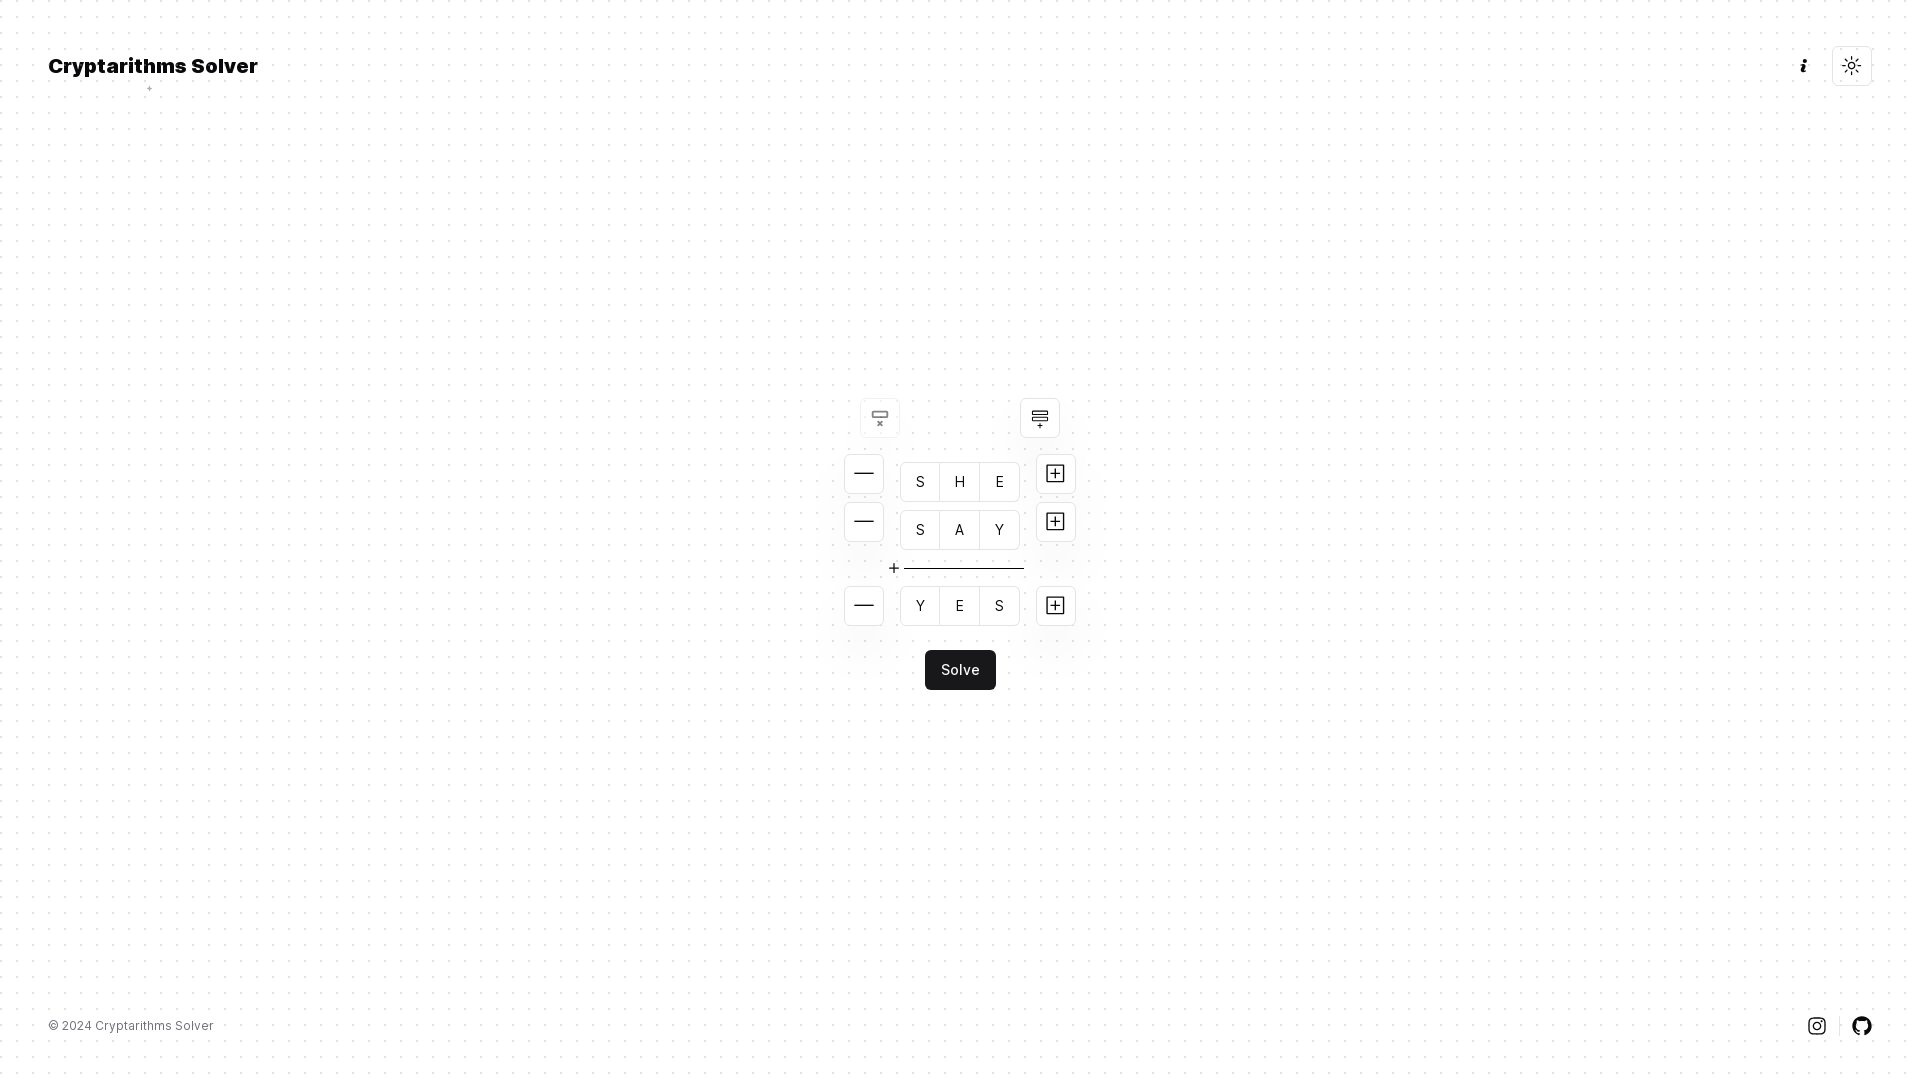 Cryptarithms Solver
S H E
S A Y
+
Y E S
Solve
© 2024 Cryptarithms Solver